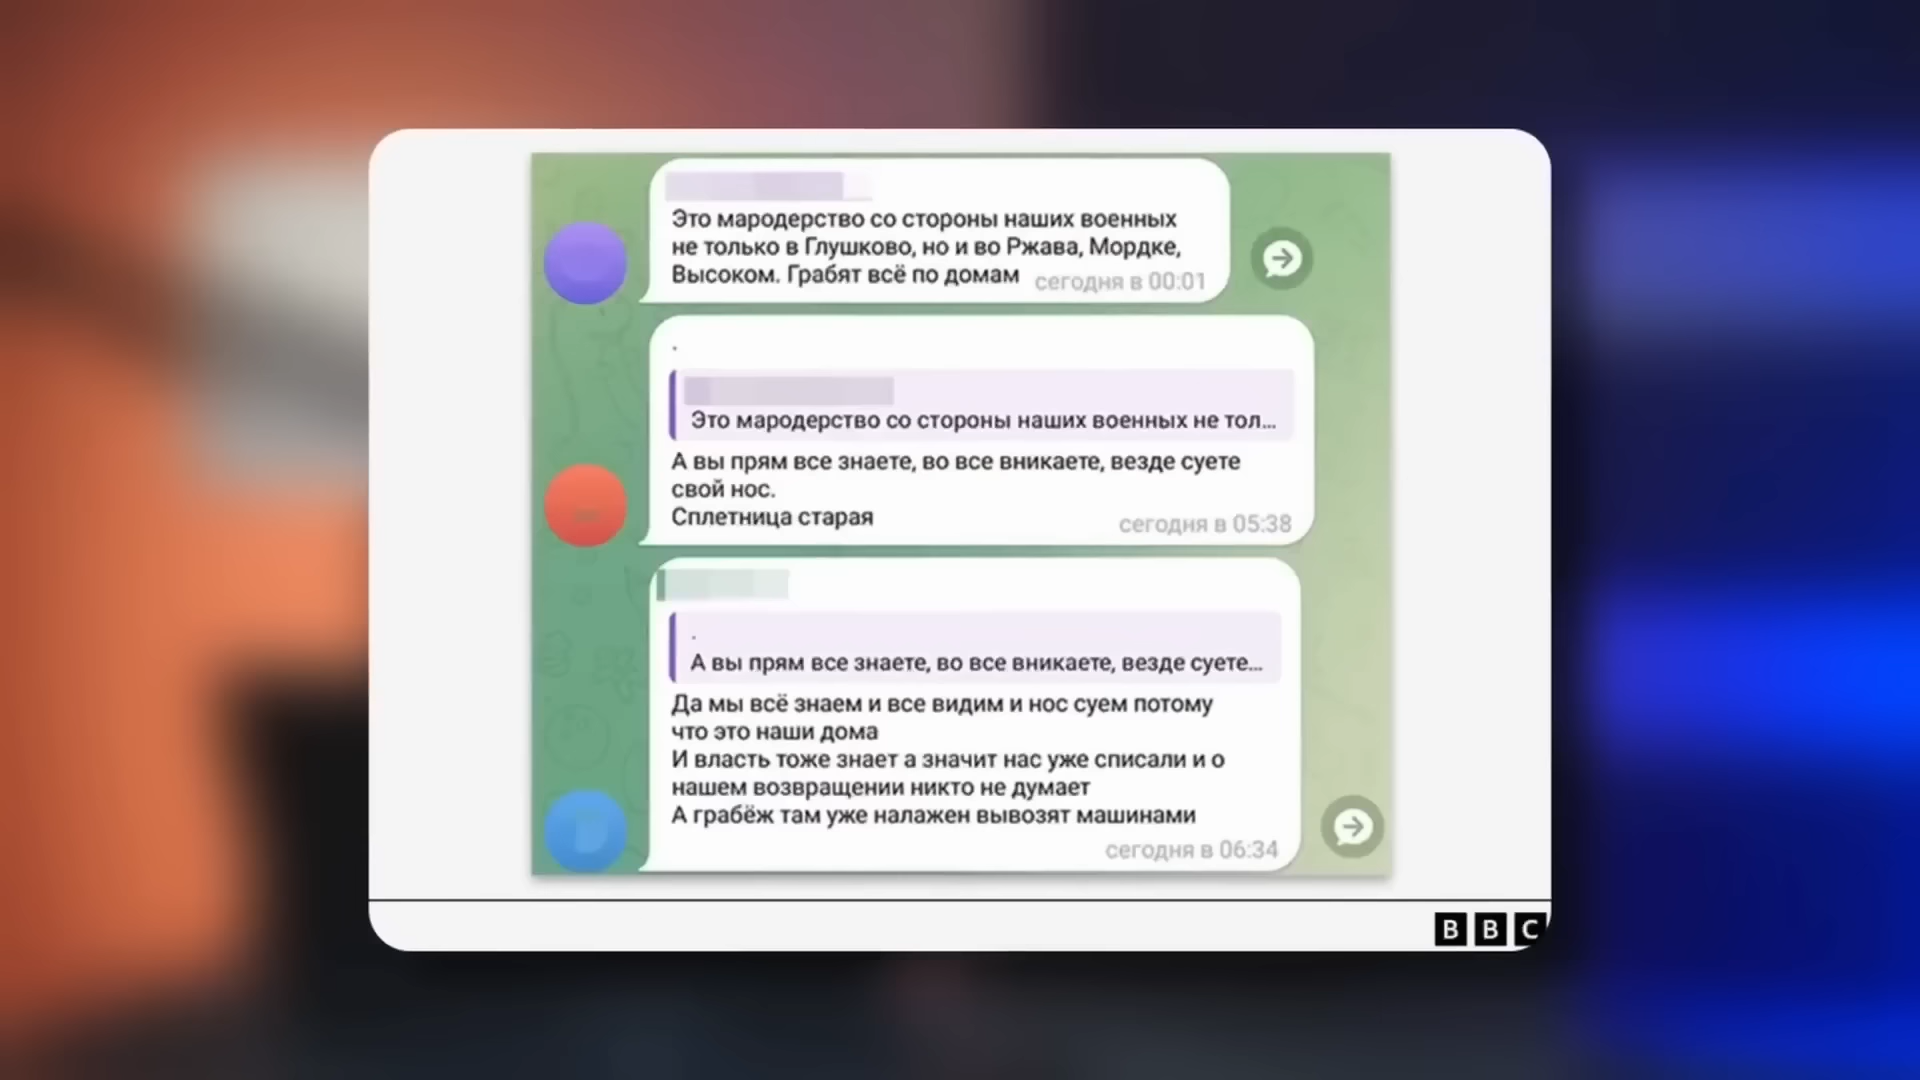 Это мародерство со стороны наших военных
не только в Глушково, но и во Ржава, Мордке,
Высоком. Грабят всё по домам сегодня в 00:01
.
Это мародерство со стороны наших военных не тол...
А вы прям все знаете, во все вникаете, везде суете
свой нос.
Сплетница старая
сегодня в 05:38
.
А вы прям все знаете, во все вникаете, везде суете...
Да мы всё знаем и все видим и нос суем потому
что это наши дома
И власть тоже знает а значит нас уже списали и о
нашем возвращении никто не думает
А грабёж там уже налажен вывозят машинами
сегодня в 06:34
BBC